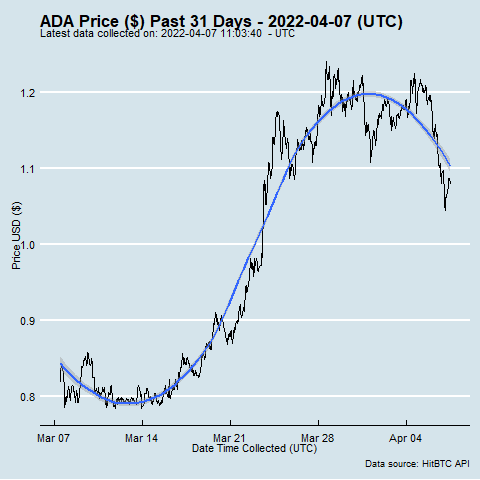 ADA Price ($) Past 31 Days - 2022-04-07 (UTC)
Latest data collected on: 2022-04-07 11:03:40  - UTC
1.2
1.1
1.0
0.9
0.8
Price USD ($)
Mar 07 Mar 14 Mar 21 Mar 28 Apr 04
Date Time Collected (UTC)
Data source: HitBTC API